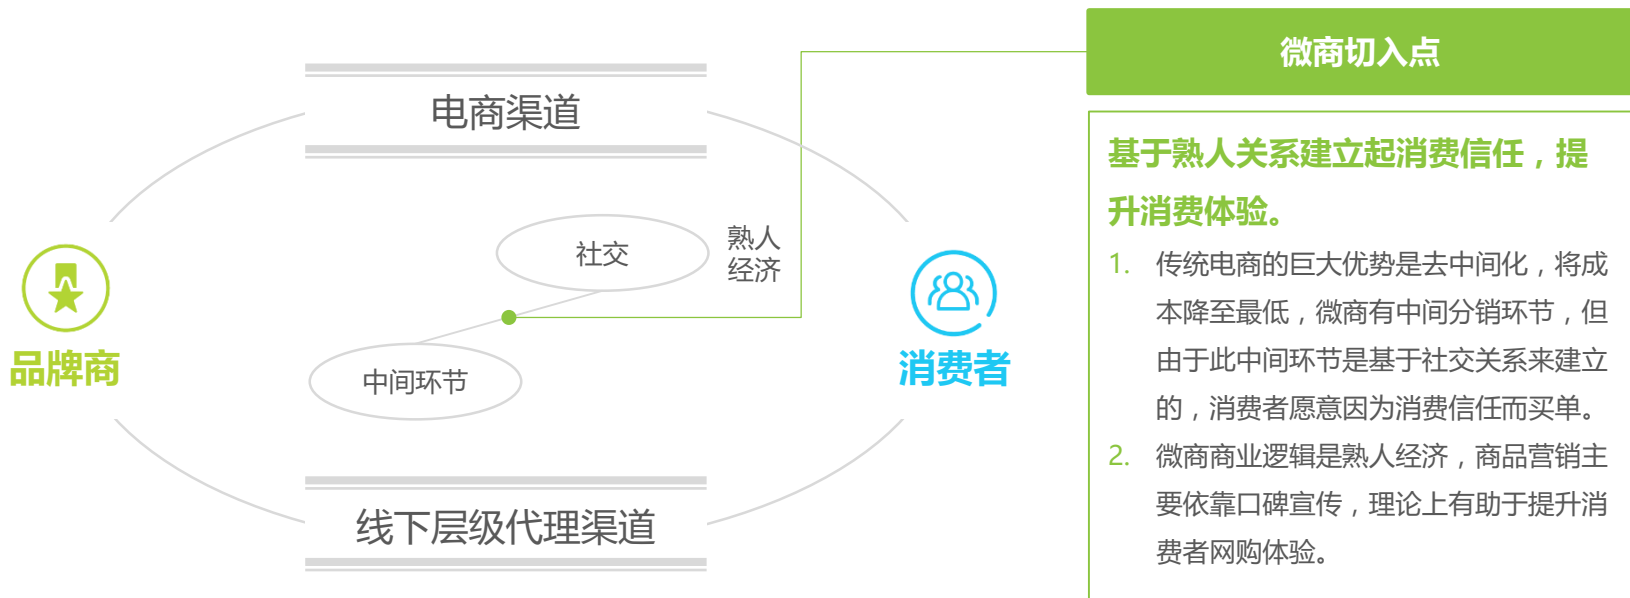 电商渠道
社交
熟人
经济
中间环节
品牌商
消费者
线下层级代理渠道
微商切入点
基于熟人关系建立起消费信任，提
升消费体验。
1. 传统电商的巨大优势是去中间化，将成
本降至最低，微商有中间分销环节，但
由于此中间环节是基于社交关系来建立
的，消费者愿意因为消费信任而买单。
2. 微商商业逻辑是熟人经济，商品营销主
要依靠口碑宣传，理论上有助于提升消
费者网购体验。